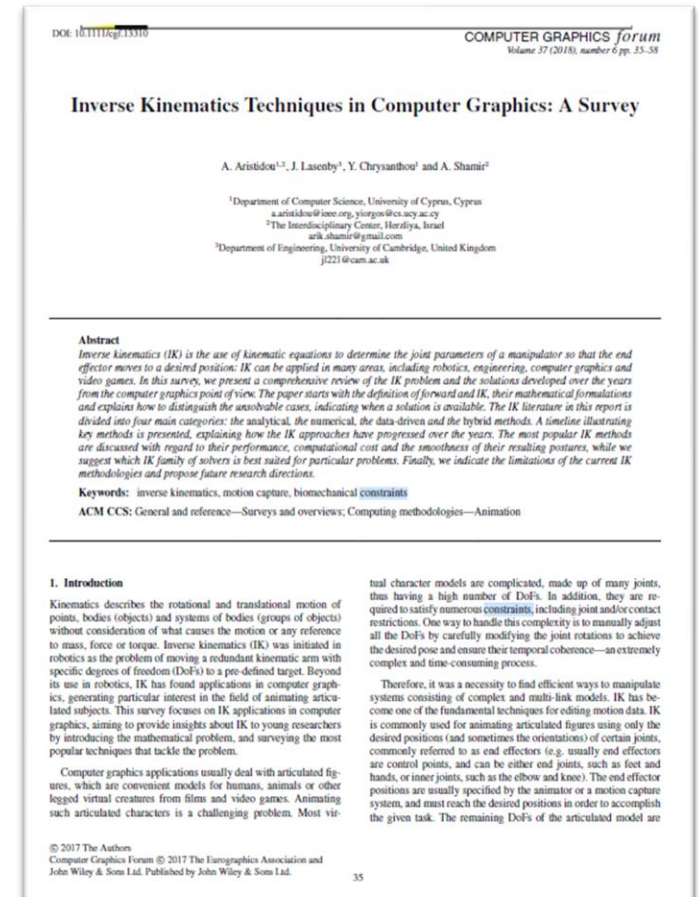 DOI: 10.1111/cgf.13310
COMPUTER GRAPHICS forum
Volume 37 (2018), number 6 pp. 35–58
Inverse Kinematics Techniques in Computer Graphics: A Survey
A. Aristidou1,2, J. Lasenby3, Y. Chrysanthou1 and A. Shamir2
1Department of Computer Science, University of Cyprus, Cyprus
a.aristidou@ieee.org, yiorgos@cs.ucy.ac.cy
2The Interdisciplinary Center, Herzliya, Israel
arik.shamir@gmail.com
3Department of Engineering, University of Cambridge, United Kingdom
jl221@cam.ac.uk
Abstract
Inverse kinematics (IK) is the use of kinematic equations to determine the joint parameters of a manipulator so that the end
effector moves to a desired position; IK can be applied in many areas, including robotics, engineering, computer graphics and
video games. In this survey, we present a comprehensive review of the IK problem and the solutions developed over the years
from the computer graphics point of view. The paper starts with the definition of forward and IK, their mathematical formulations
and explains how to distinguish the unsolvable cases, indicating when a solution is available. The IK literature in this report is
divided into four main categories: the analytical, the numerical, the data-driven and the hybrid methods. A timeline illustrating
key methods is presented, explaining how the IK approaches have progressed over the years. The most popular IK methods
are discussed with regard to their performance, computational cost and the smoothness of their resulting postures, while we
suggest which IK family of solvers is best suited for particular problems. Finally, we indicate the limitations of the current IK
methodologies and propose future research directions.
Keywords: inverse kinematics, motion capture, biomechanical constraints
ACM CCS: General and reference—Surveys and overviews; Computing methodologies—Animation
1. Introduction
Kinematics describes the rotational and translational motion of
points, bodies (objects) and systems of bodies (groups of objects)
without consideration of what causes the motion or any reference
to mass, force or torque. Inverse kinematics (IK) was initiated in
robotics as the problem of moving a redundant kinematic arm with
specific degrees of freedom (DoFs) to a pre-defined target. Beyond
its use in robotics, IK has found applications in computer graph-
ics, generating particular interest in the field of animating articu-
lated subjects. This survey focuses on IK applications in computer
graphics, aiming to provide insights about IK to young researchers
by introducing the mathematical problem, and surveying the most
popular techniques that tackle the problem.
Computer graphics applications usually deal with articulated fig-
ures, which are convenient models for humans, animals or other
legged virtual creatures from films and video games. Animating
such articulated characters is a challenging problem. Most vir-
tual character models are complicated, made up of many joints,
thus having a high number of DoFs. In addition, they are re-
quired to satisfy numerous constraints, including joint and/or contact
restrictions. One way to handle this complexity is to manually adjust
all the DoFs by carefully modifying the joint rotations to achieve
the desired pose and ensure their temporal coherence—an extremely
complex and time-consuming process.
Therefore, it was a necessity to find efficient ways to manipulate
systems consisting of complex and multi-link models. IK has be-
come one of the fundamental techniques for editing motion data. IK
is commonly used for animating articulated figures using only the
desired positions (and sometimes the orientations) of certain joints,
commonly referred to as end effectors (e.g. usually end effectors
are control points, and can be either end joints, such as feet and
hands, or inner joints, such as the elbow and knee). The end effector
positions are usually specified by the animator or a motion capture
system, and must reach the desired positions in order to accomplish
the given task. The remaining DoFs of the articulated model are
© 2017 The Authors
Computer Graphics Forum © 2017 The Eurographics Association and
John Wiley & Sons Ltd. Published by John Wiley & Sons Ltd.
35